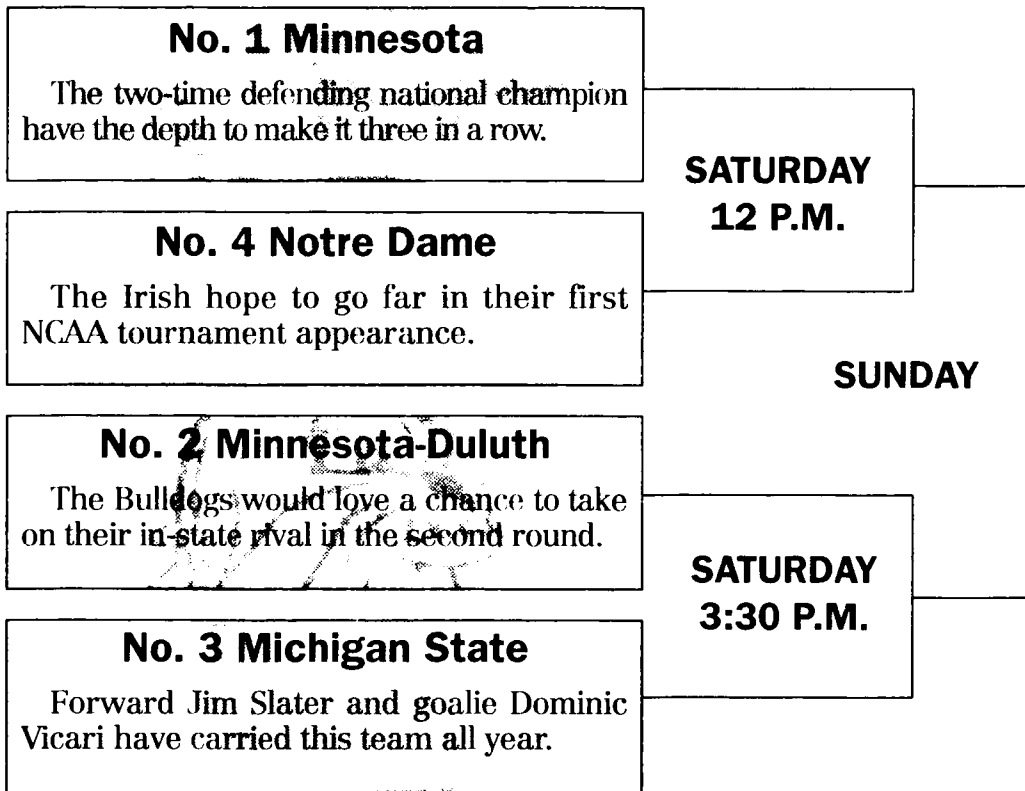 No. 1 Minnesota
The two-time defending national champion
have the depth to make it three in a row.
SATURDAY
12 P.M.
No. 4 Notre Dame
The Irish hope to go far in their first
NCAA tournament appearance.
SUNDAY
No. 2 Minnesota-Duluth
The Bulldogs would love a chance to take
on their in-state rival in the second round.
SATURDAY
3:30 P.M.
No. 3 Michigan State
Forward Jim Slater and goalie Dominic
Vicari have carried this team all year.